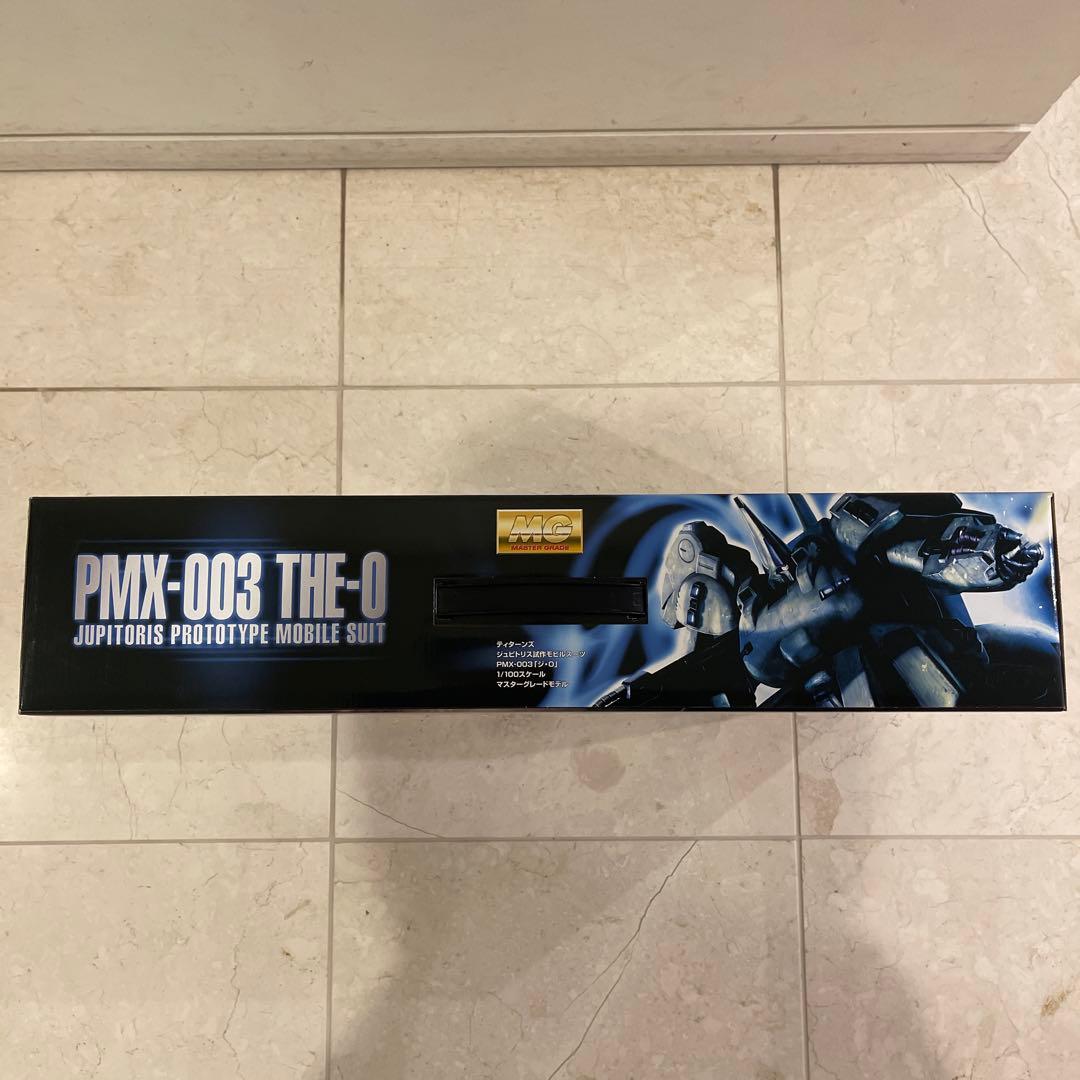 PMX-003 THE-O
JUPITORIS PROTOTYPE MOBILE SUIT
MG
MASTER GRADE
ティターンズ
ジュピトリス試作モビルスーツ
PMX-003「ジ・O」
1/100スケール
マスターグレードモデル